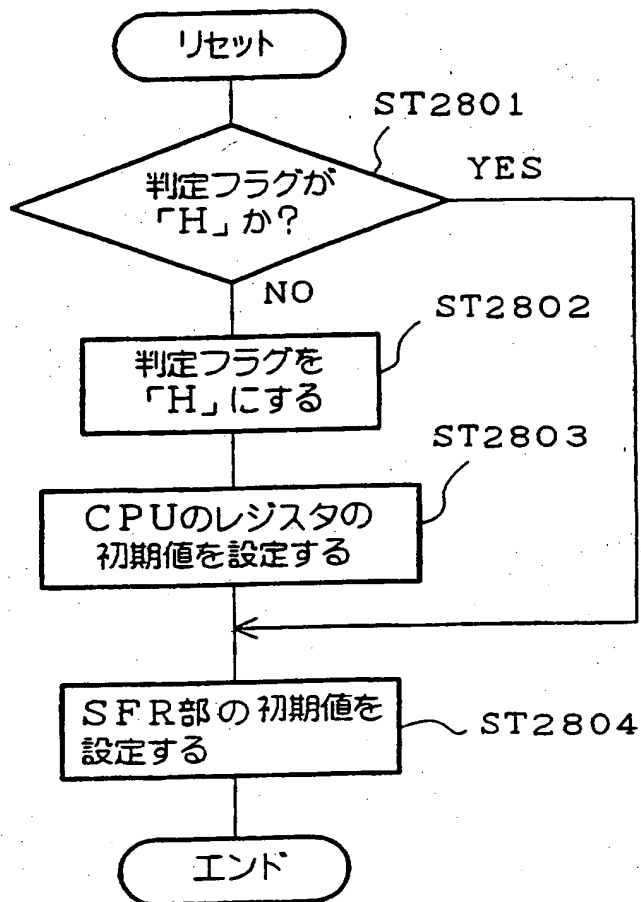 リセット
ST2801
YES
判定フラグが
「H」か？
NO
ST2802
判定フラグを
「H」にする
ST2803
CPUのレジスタの
初期値を設定する
SFR部の初期値を
設定する
ST2804
エンド